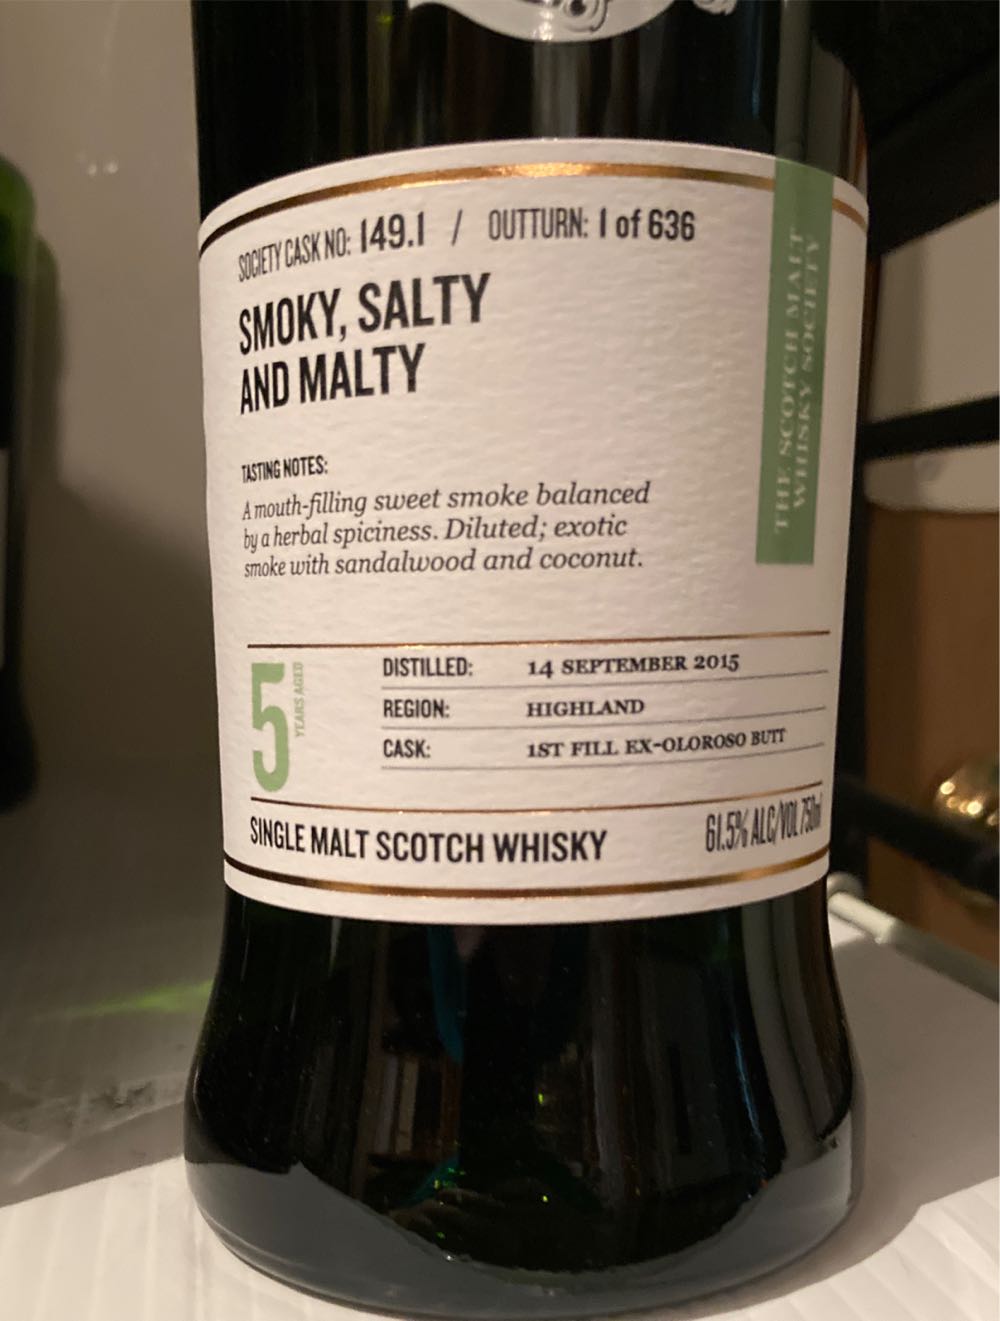 SOCIETY CASK NO: 149.1 / OUTTURN: 1 of 636
SMOKY, SALTY
AND MALTY
TASTING NOTES:
A mouth-filling sweet smoke balanced
by a herbal spiciness. Diluted; exotic
smoke with sandalwood and coconut.
THE SCOTCH MALT
WHISKY SOCIETY
5 YEARS AGED
DISTILLED: 14 SEPTEMBER 2015
REGION: HIGHLAND
CASK: 1ST FILL EX-OLOROSO BUTT
SINGLE MALT SCOTCH WHISKY 61.5% ALC/VOL 750ml